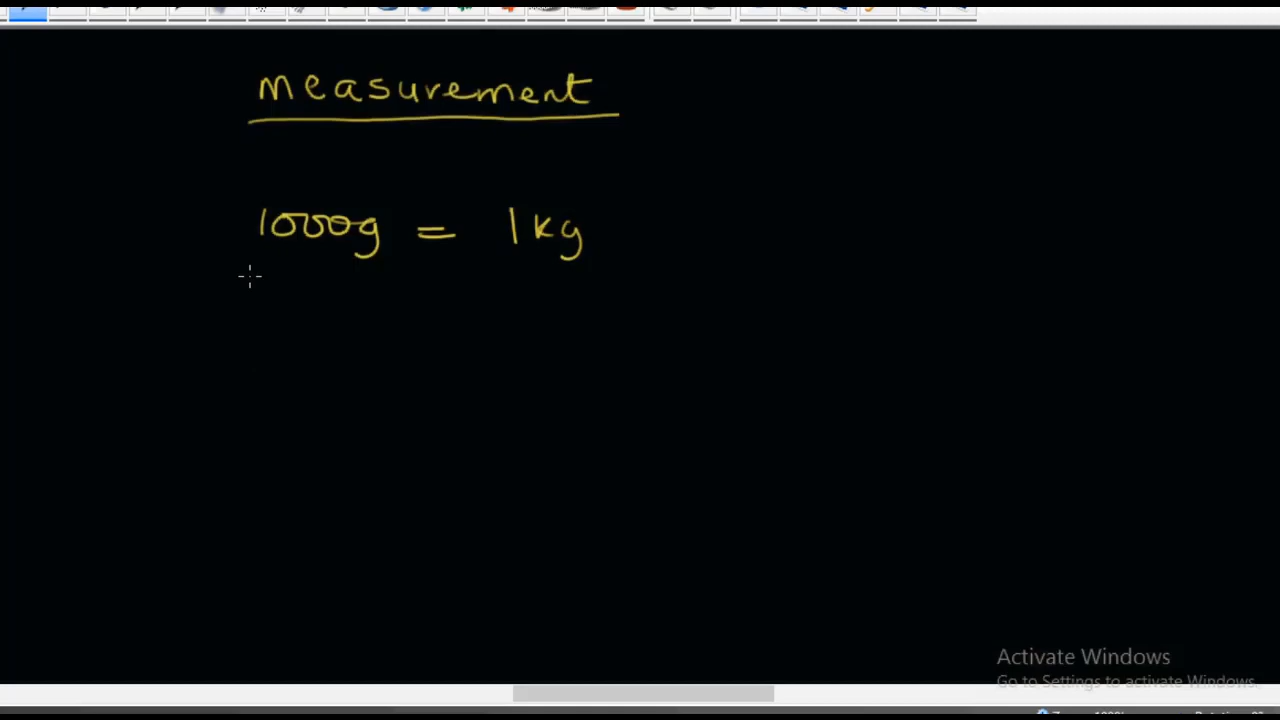 measurement
1000g = 1kg
Activate Windows
Go to Settings to activate Windows.